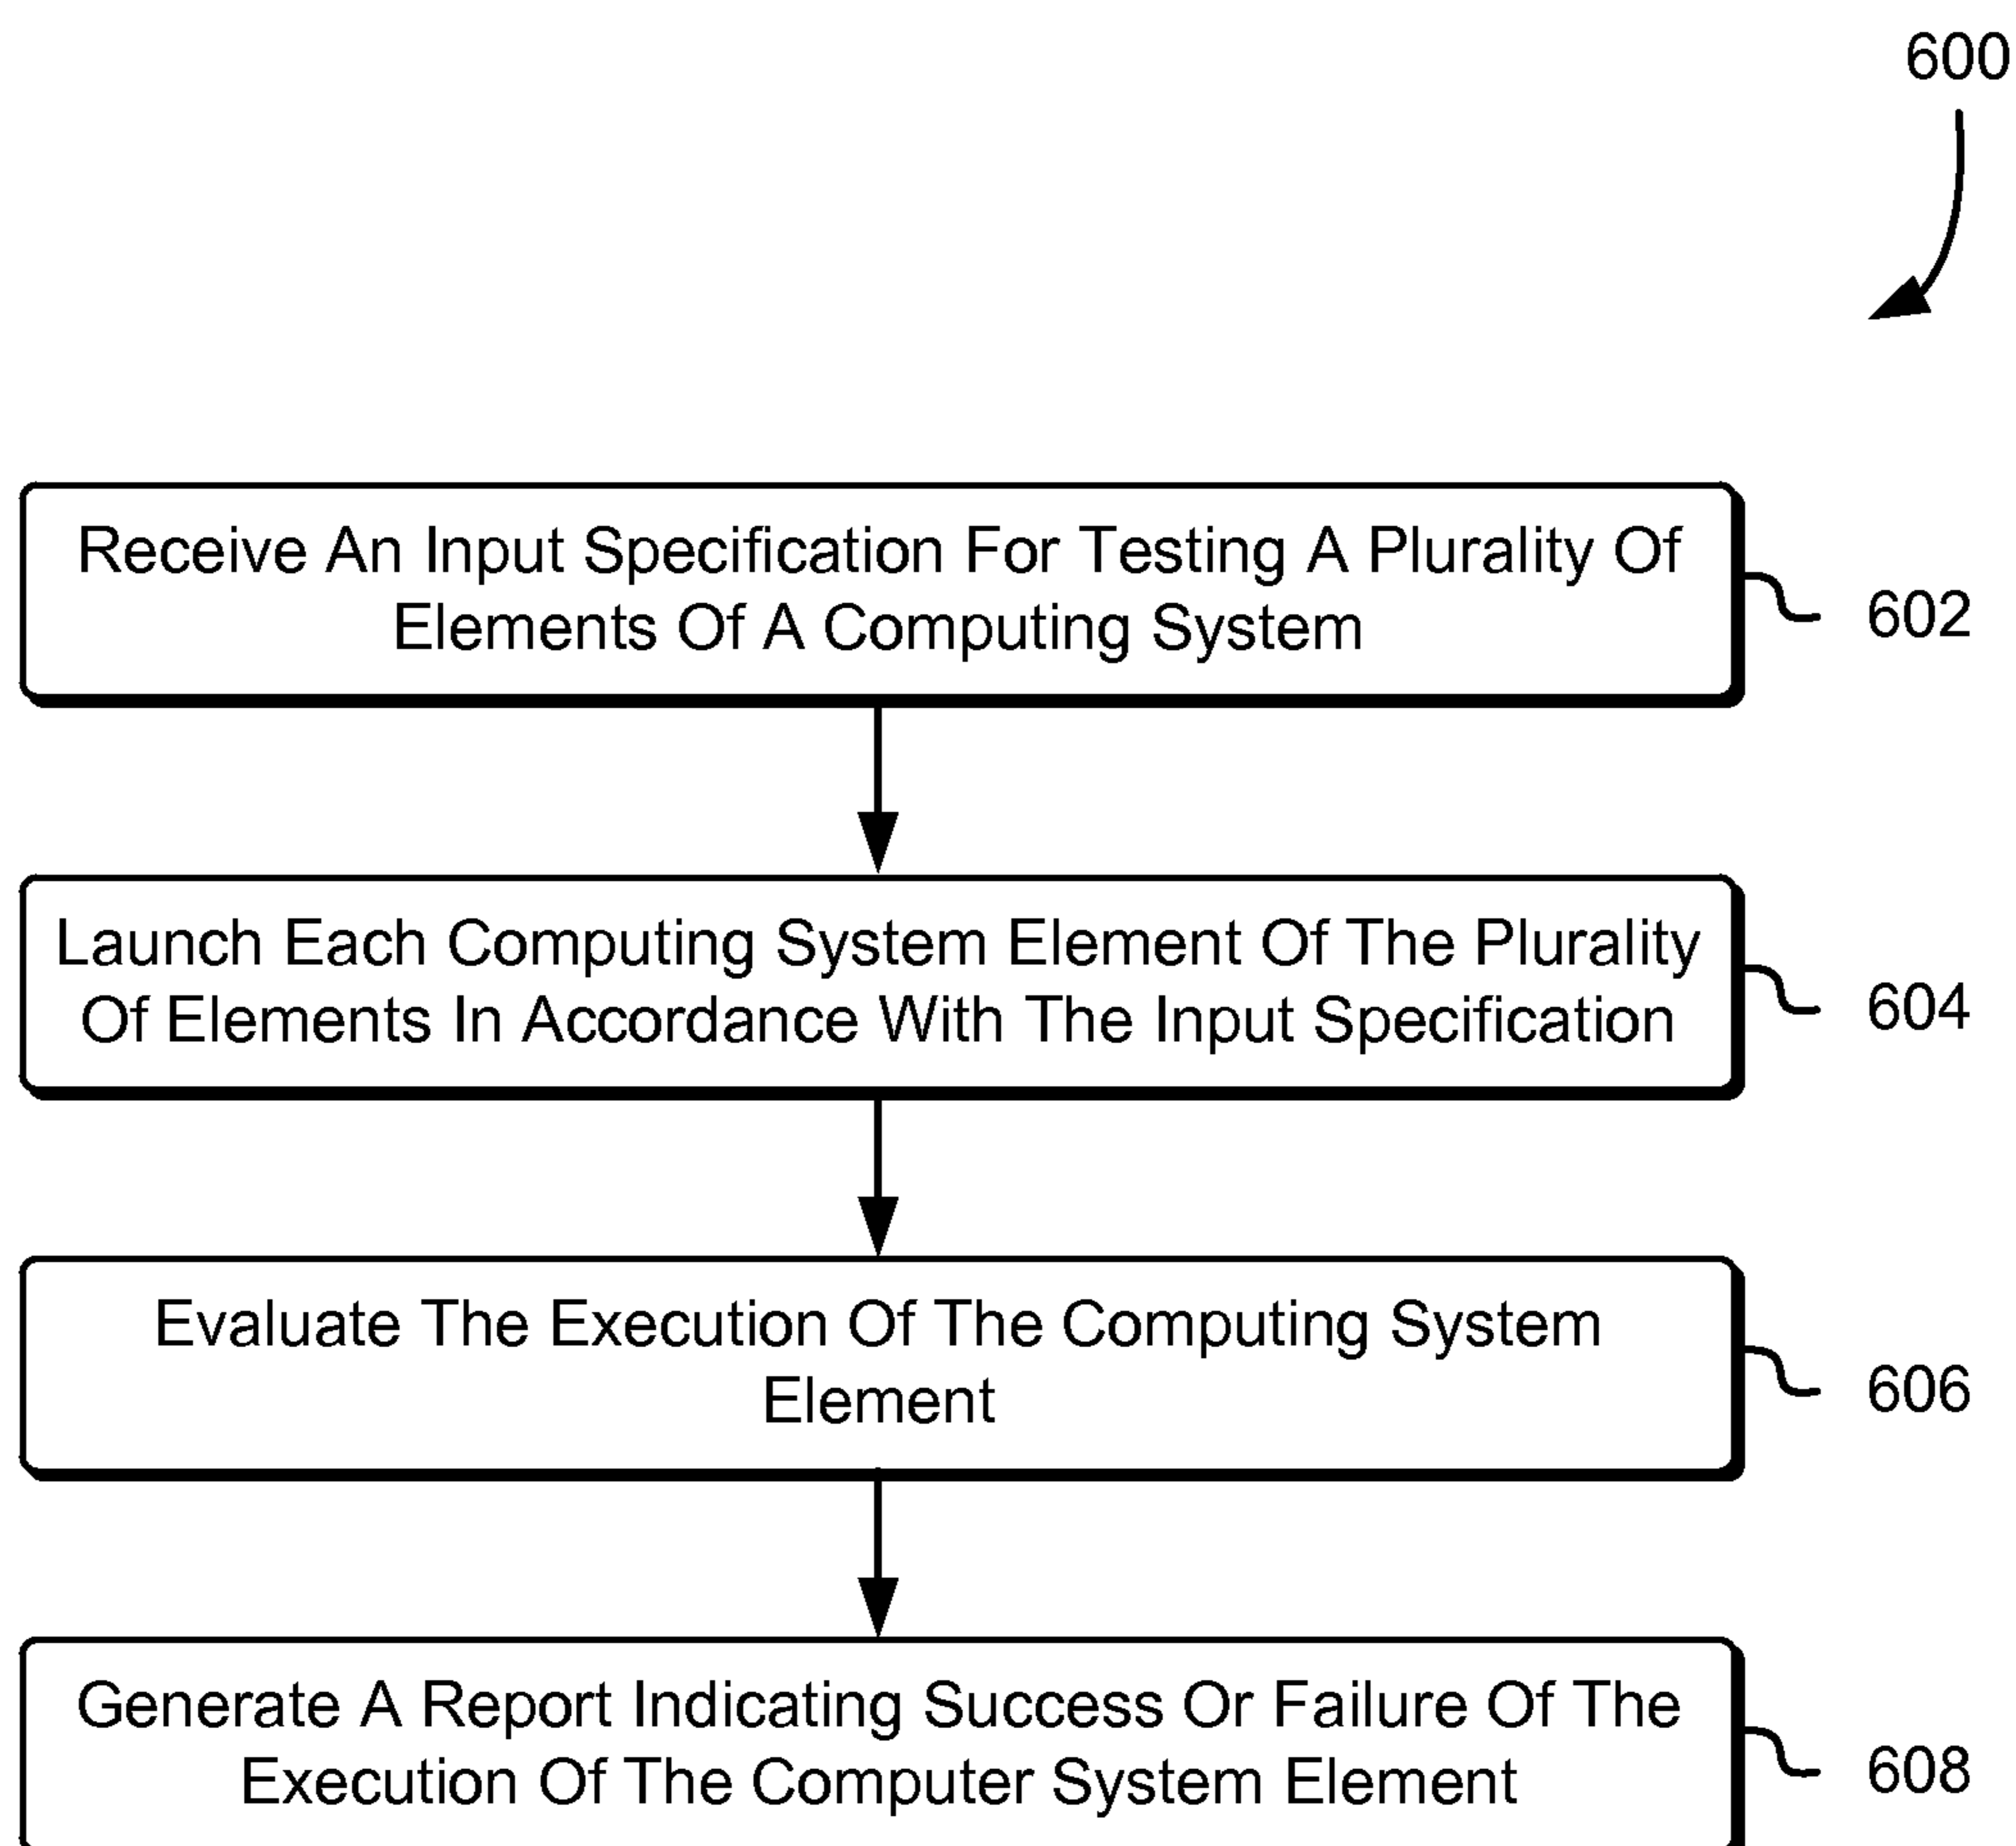 600
Receive An Input Specification For Testing A Plurality Of
Elements Of A Computing System
602
Launch Each Computing System Element Of The Plurality
Of Elements In Accordance With The Input Specification
604
Evaluate The Execution Of The Computing System
Element
606
Generate A Report Indicating Success Or Failure Of The
Execution Of The Computer System Element
608